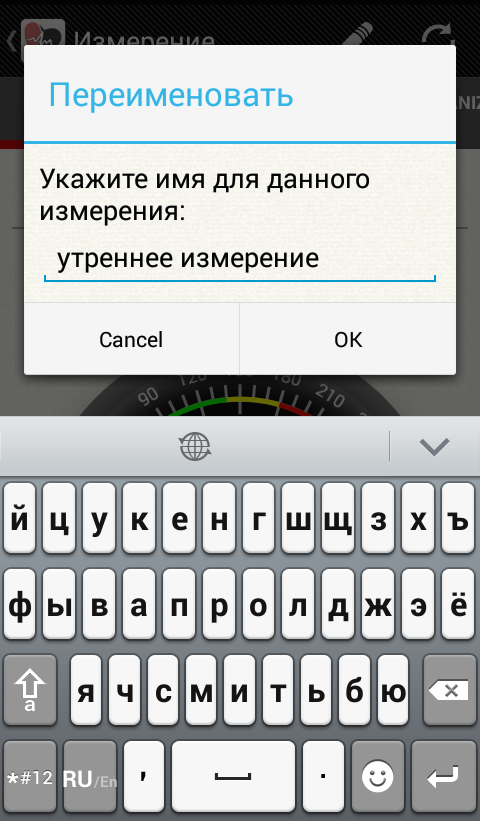 Измерение
NIZ
Переименовать
Укажите имя для данного
измерения:
утреннее измерение
Cancel
OK
90
120
180
210
й ц у к е н г ш щ з х ъ
ф ы в а п р о л д ж э ё
а я ч с м и т ь б ю
*#12 RU/En , .